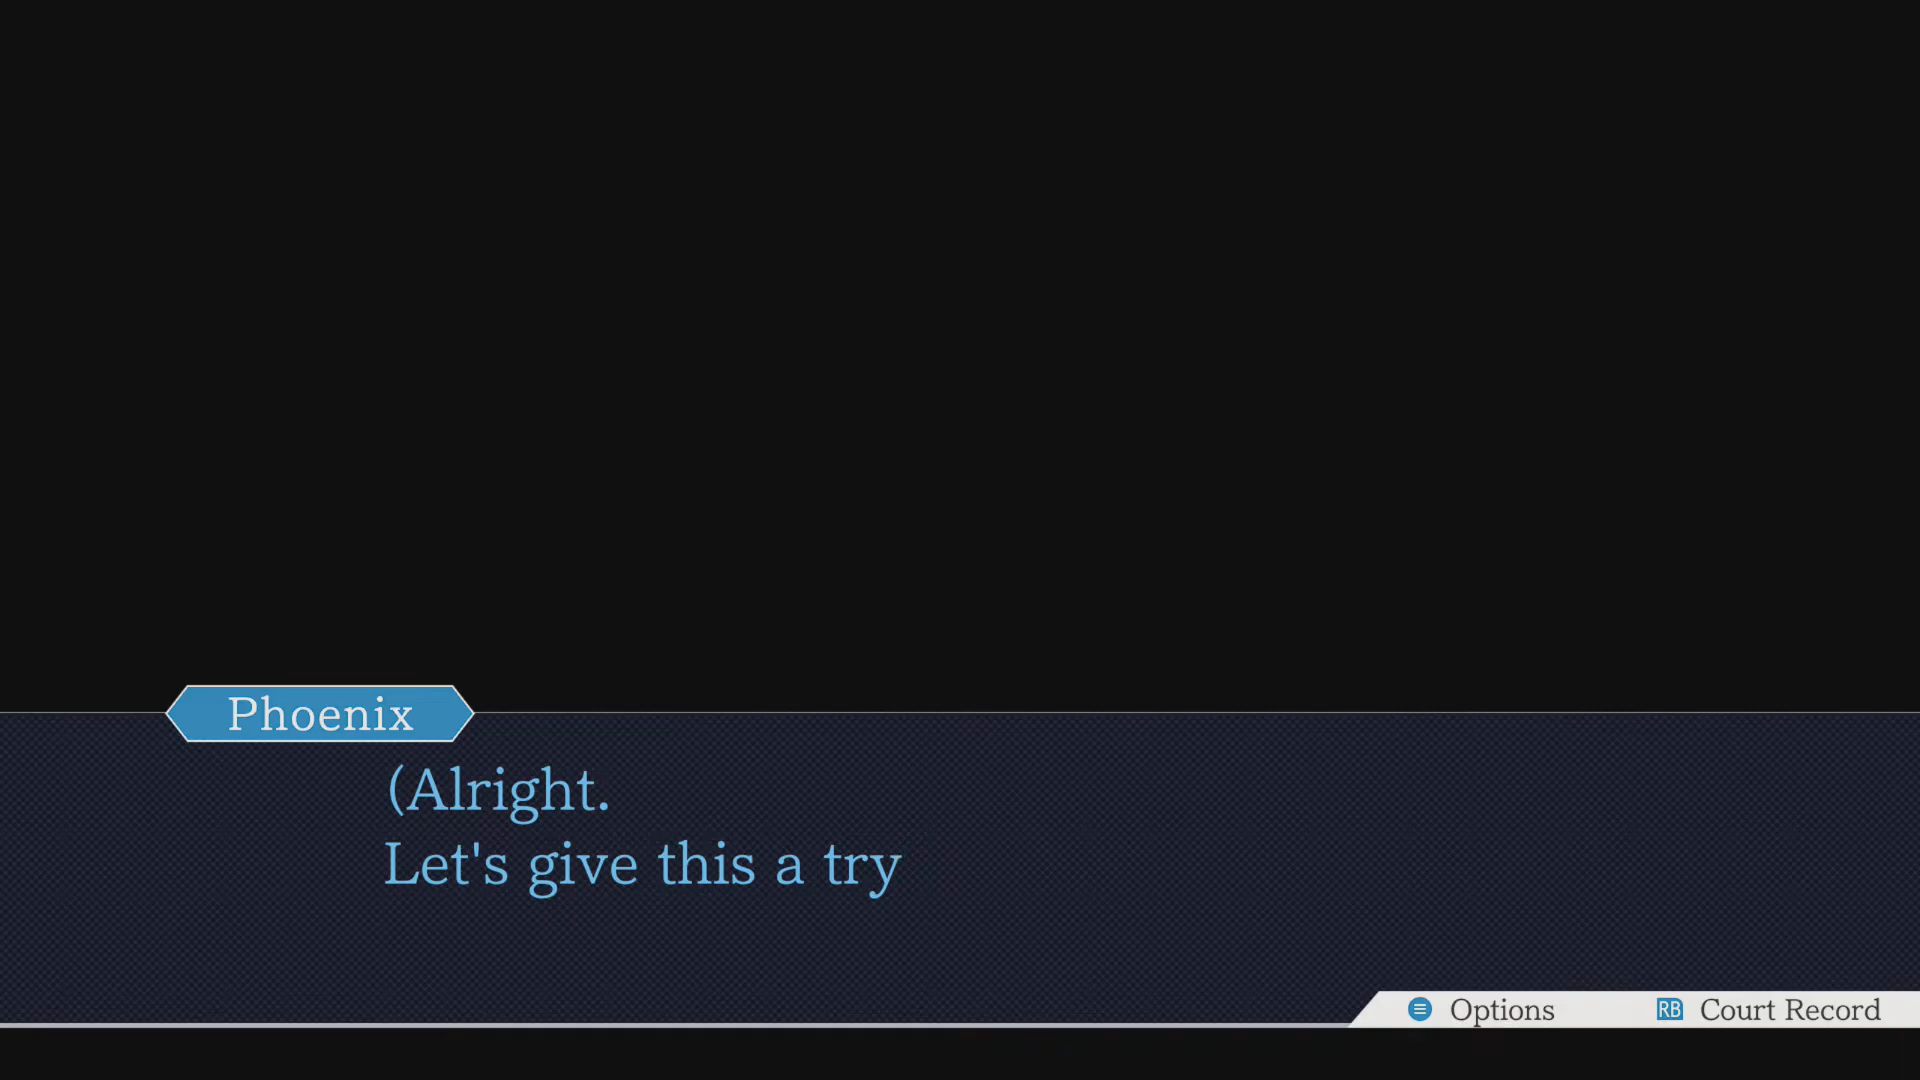 Phoenix
(Alright.
Let's give this a try
Options
RB Court Record